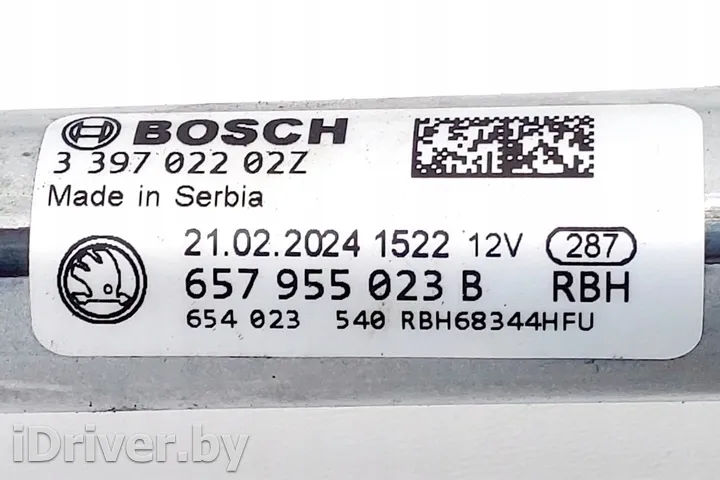 BOSCH
3 397 022 02Z
Made in Serbia
21.02.2024 1522 12V 287
657 955 023 B RBH
654 023 540 RBH68344HFU
iDriver.by